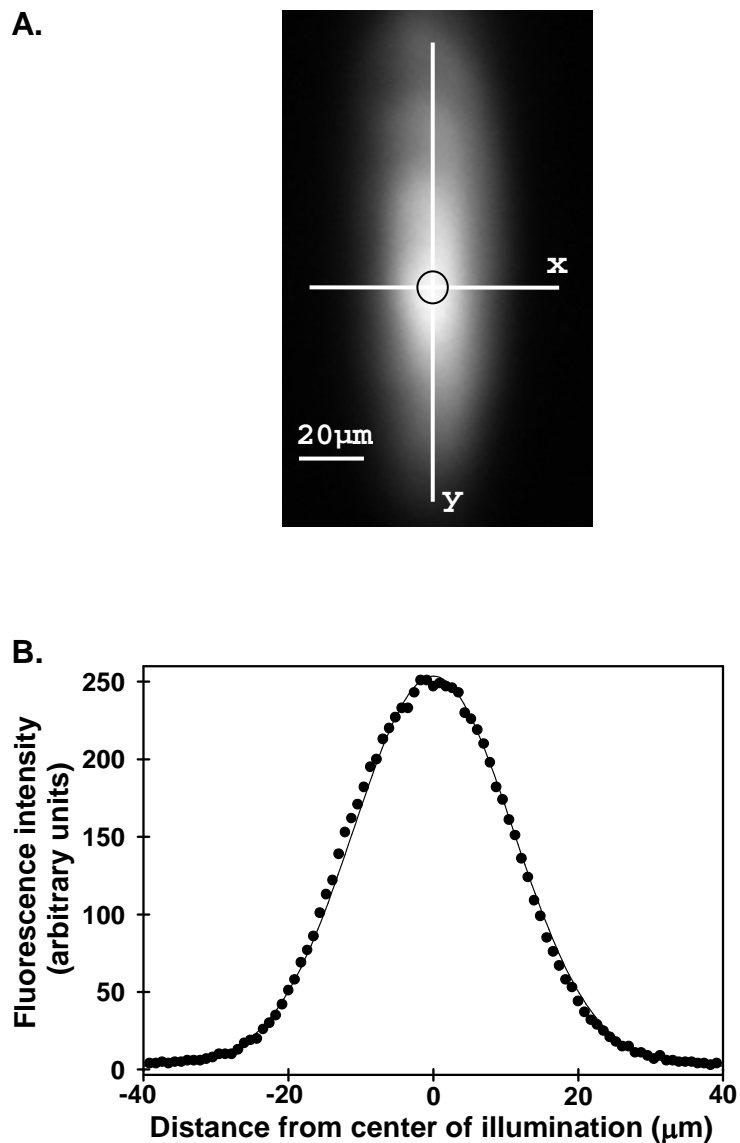 A.
x
20µm
y
B.
250
200
150
100
50
0
Fluorescence intensity
(arbitrary units)
-40 -20 0 20 40
Distance from center of illumination (µm)